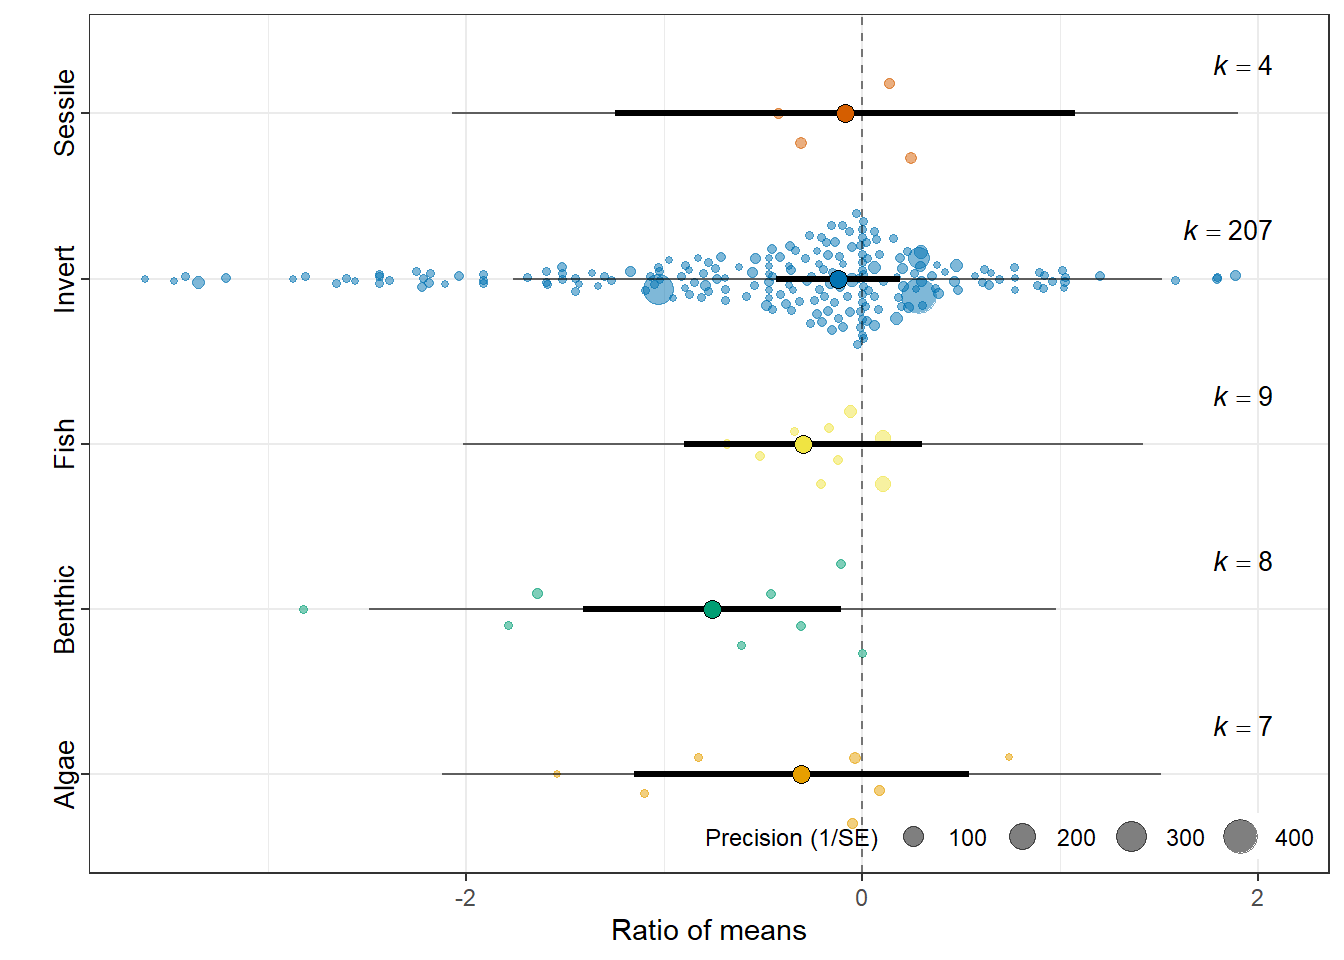 Sessile
k = 4
Invert
k = 207
Fish
k = 9
Benthic
k = 8
Algae
k = 7
Precision (1/SE) 100 200 300 400
-2 0 2
Ratio of means